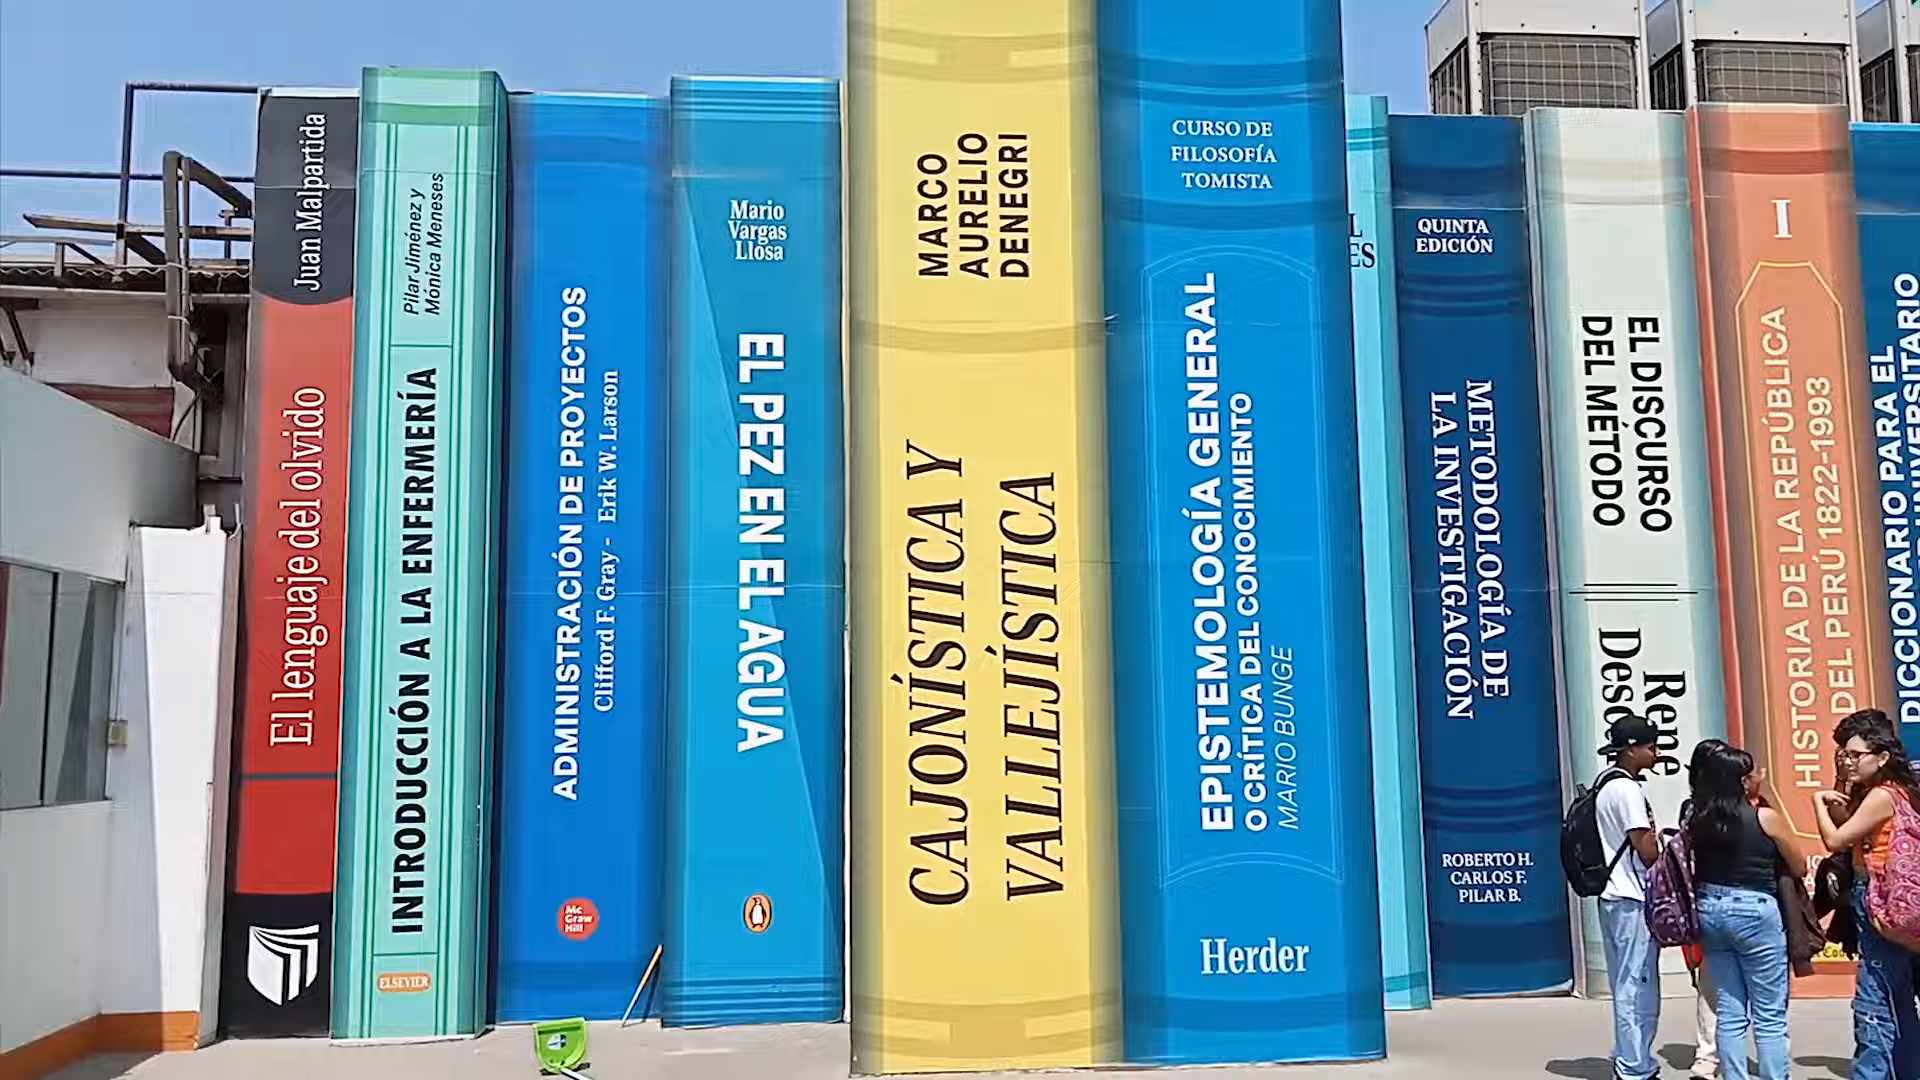 Juan Malpartida
El lenguaje del olvido
Pilar Jiménez y
Mónica Meneses
INTRODUCCIÓN A LA ENFERMERÍA
ELSEVIER
ADMINISTRACIÓN DE PROYECTOS
Clifford F. Gray - Erik W. Larson
Mc
Graw
Hill
Mario
Vargas
Llosa
EL PEZ EN EL AGUA
MARCO
AURELIO
DENEGRI
CAJONÍSTICA Y
VALLEJÍSTICA
CURSO DE
FILOSOFÍA
TOMISTA
EPISTEMOLOGÍA GENERAL
O CRÍTICA DEL CONOCIMIENTO
MARIO BUNGE
Herder
L
ES
QUINTA
EDICIÓN
METODOLOGÍA DE
LA INVESTIGACIÓN
ROBERTO H.
CARLOS F.
PILAR B.
EL DISCURSO
DEL MÉTODO
René
I
HISTORIA DE LA REPÚBLICA
DEL PERÚ 1822-1993
DICCIONARIO PARA EL
UNIVERSITARIO